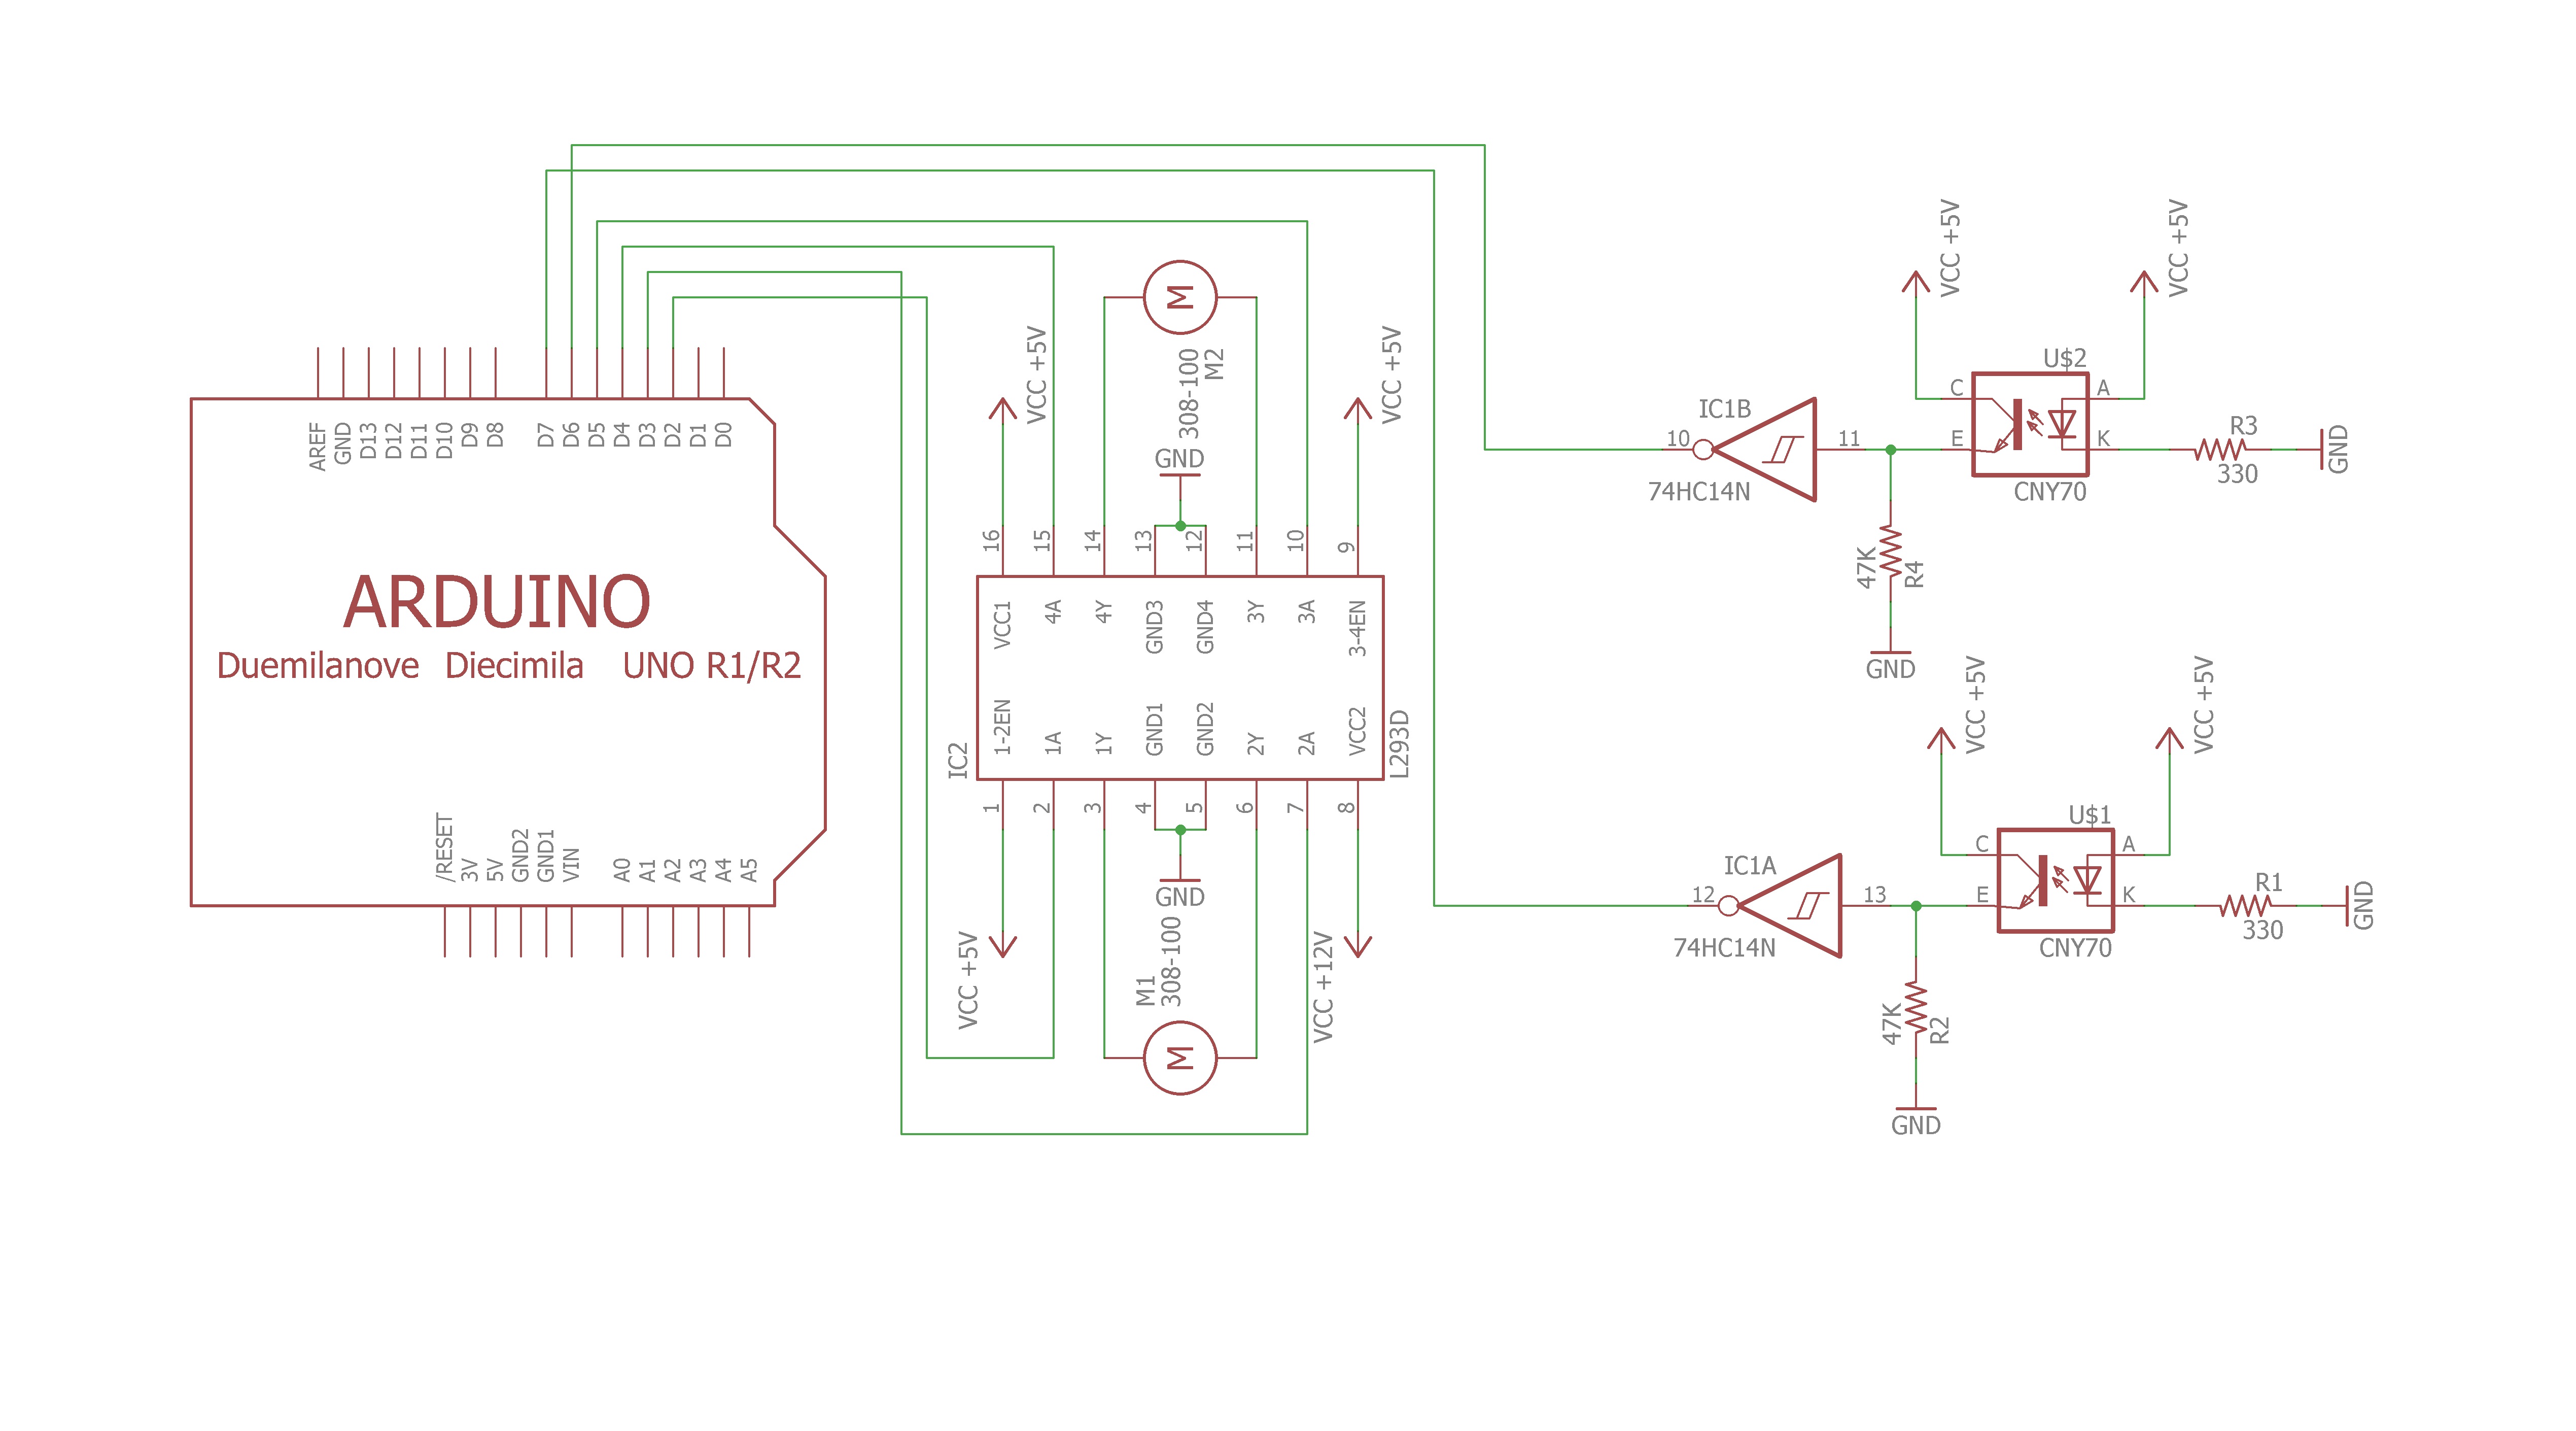 ARDUINO
Duemilanove Diecimila UNO R1/R2
AREF
GND
D13
D12
D11
D10
D9
D8
D7
D6
D5
D4
D3
D2
D1
D0
/RESET
3V
5V
GND2
GND1
VIN
A0
A1
A2
A3
A4
A5
VCC +5V
M
308-100
M2
GND
VCC +5V
16
15
14
13
12
11
10
9
VCC1
4A
4Y
GND3
GND4
3Y
3A
3-4EN
1-2EN
1A
1Y
GND1
GND2
2Y
2A
VCC2
IC2
L293D
1
2
3
4
5
6
7
8
GND
VCC +5V
M1
308-100
VCC +12V
M
VCC +5V
VCC +5V
U$2
IC1B
10
11
74HC14N
C
A
E
K
CNY70
R3
330
GND
47K
R4
GND
VCC +5V
VCC +5V
U$1
IC1A
12
13
74HC14N
C
A
E
K
CNY70
R1
330
GND
47K
R2
GND